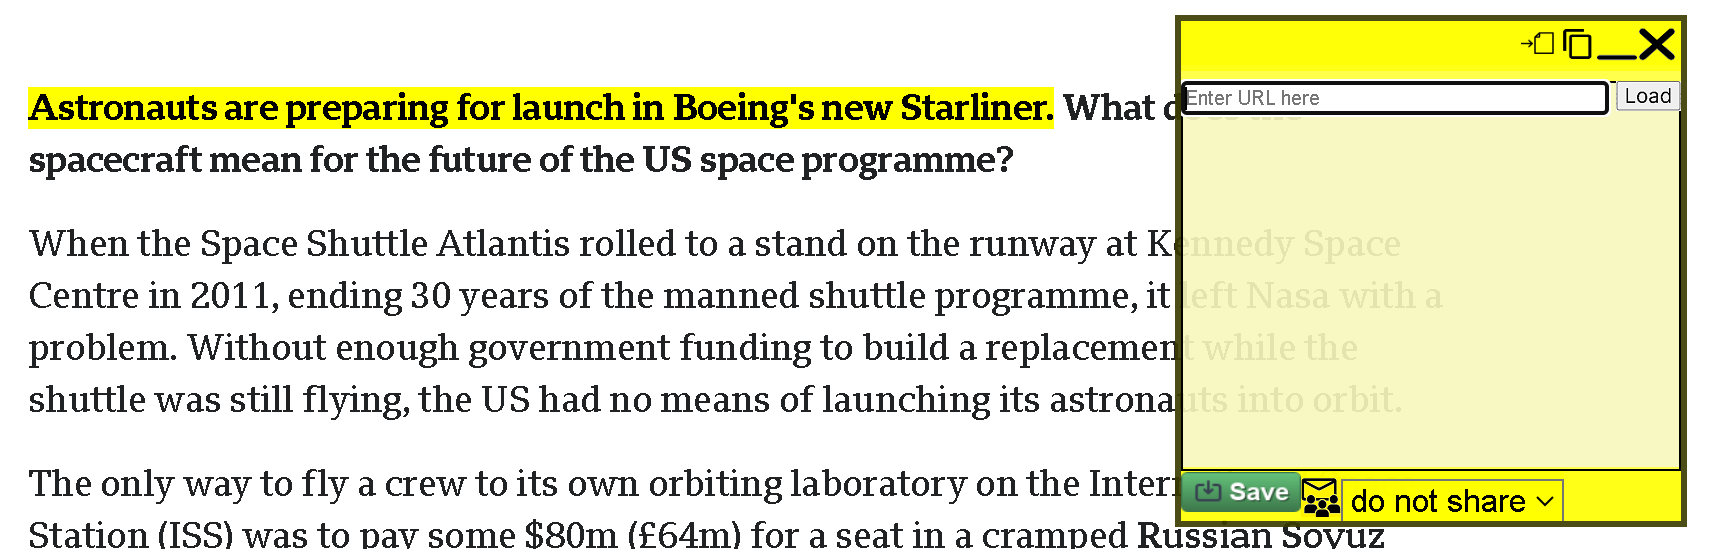 Astronauts are preparing for launch in Boeing's new Starliner. What does the
spacecraft mean for the future of the US space programme?
When the Space Shuttle Atlantis rolled to a stand on the runway at Kennedy Space
Centre in 2011, ending 30 years of the manned shuttle programme, it left Nasa with a
problem. Without enough government funding to build a replacement while the
shuttle was still flying, the US had no means of launching its astronauts into orbit.
The only way to fly a crew to its own orbiting laboratory on the
Station (ISS) was to pay some $80m (£64m) for a seat in a cramped Russian Soyuz
Enter URL here
Load
Save
do not share